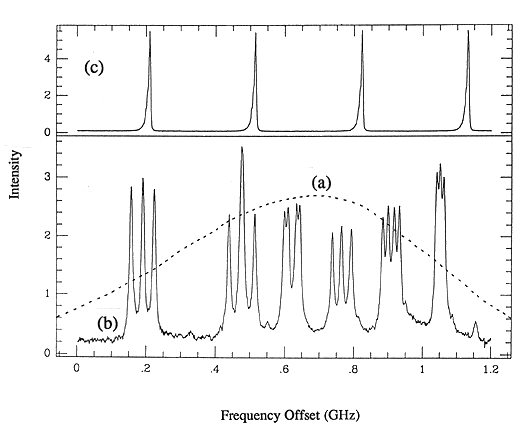 4
(c)
2
0
Intensity
3
(a)
2
1
(b)
0
0 .2 .4 .6 .8 1 1.2
Frequency Offset (GHz)